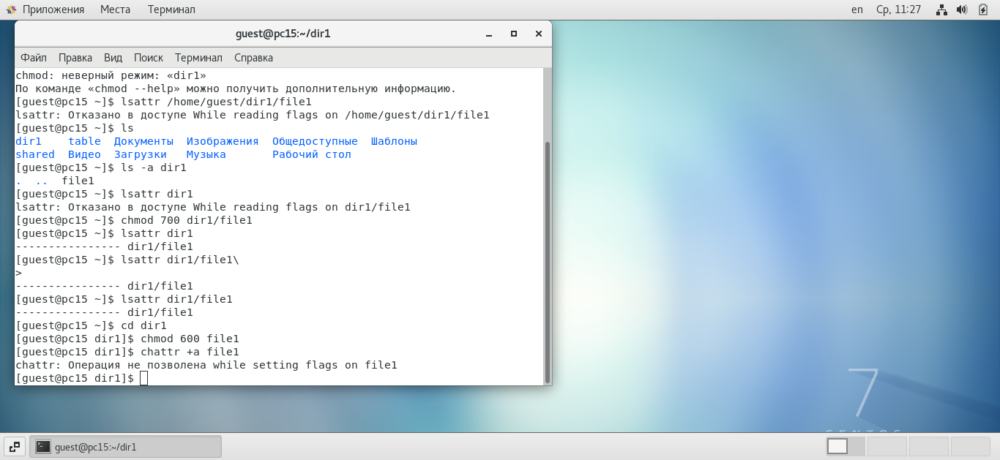 Приложения Места Терминал en Ср, 11:27
guest@pc15:~/dir1
Файл Правка Вид Поиск Терминал Справка
chmod: неверный режим: «dir1»
По команде «chmod --help» можно получить дополнительную информацию.
[guest@pc15 ~]$ lsattr /home/guest/dir1/file1
lsattr: Отказано в доступе While reading flags on /home/guest/dir1/file1
[guest@pc15 ~]$ ls
dir1 table Документы Изображения Общедоступные Шаблоны
shared Видео Загрузки Музыка Рабочий стол
[guest@pc15 ~]$ ls -a dir1
. .. file1
[guest@pc15 ~]$ lsattr dir1
lsattr: Отказано в доступе While reading flags on dir1/file1
[guest@pc15 ~]$ chmod 700 dir1/file1
[guest@pc15 ~]$ lsattr dir1
---------------- dir1/file1
[guest@pc15 ~]$ lsattr dir1/file1\
>
---------------- dir1/file1
[guest@pc15 ~]$ lsattr dir1/file1
---------------- dir1/file1
[guest@pc15 ~]$ cd dir1
[guest@pc15 dir1]$ chmod 600 file1
[guest@pc15 dir1]$ chattr +a file1
chattr: Операция не позволена while setting flags on file1
[guest@pc15 dir1]$
7
guest@pc15:~/dir1